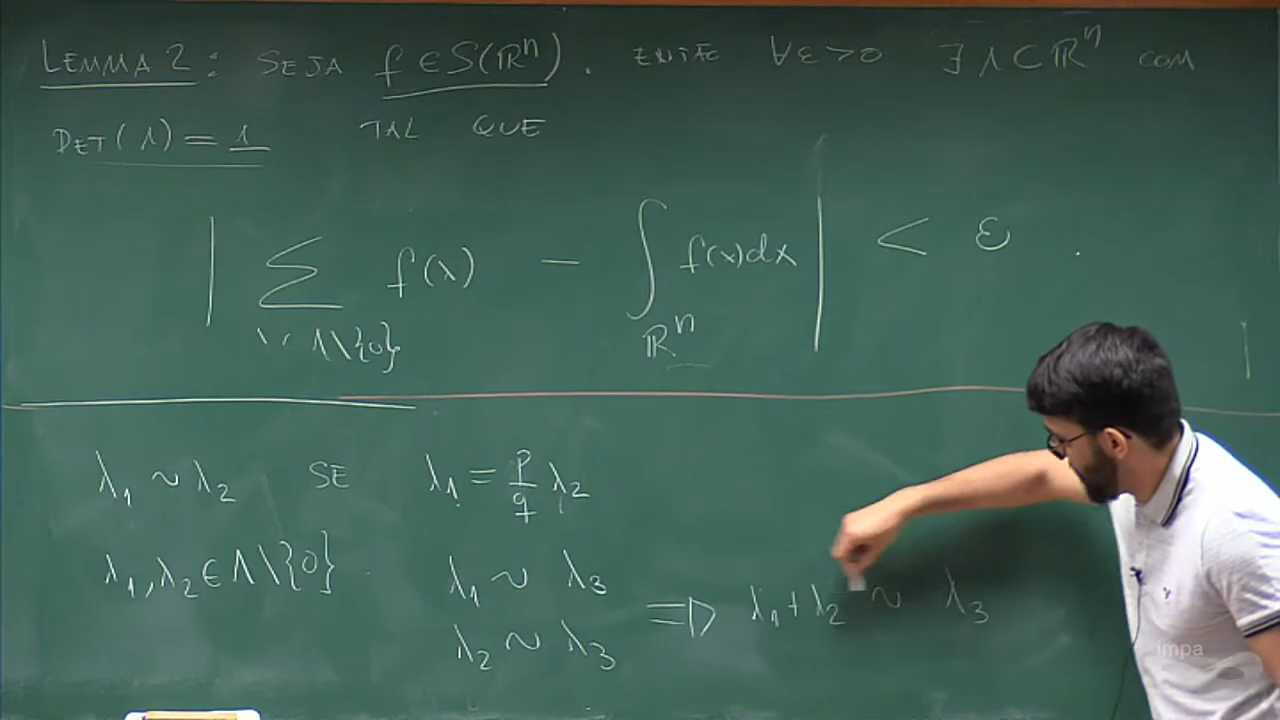 LEMMA 2: SEJA f ∈ S(ℝⁿ). ENTÃO ∀ε>0 ∃ Λ⊂ℝⁿ COM
DET(Λ) = 1 TAL QUE
| Σ f(λ) − ∫ f(x)dx | < ε .
Λ\{0} ℝⁿ
λ₁ ~ λ₂ SE λ₁ = p/q λ₂
λ₁,λ₂ ∈ Λ\{0} . λ₁ ~ λ₃
λ₂ ~ λ₃ ⇒ λ₁+λ₂ ~ λ₃
impa